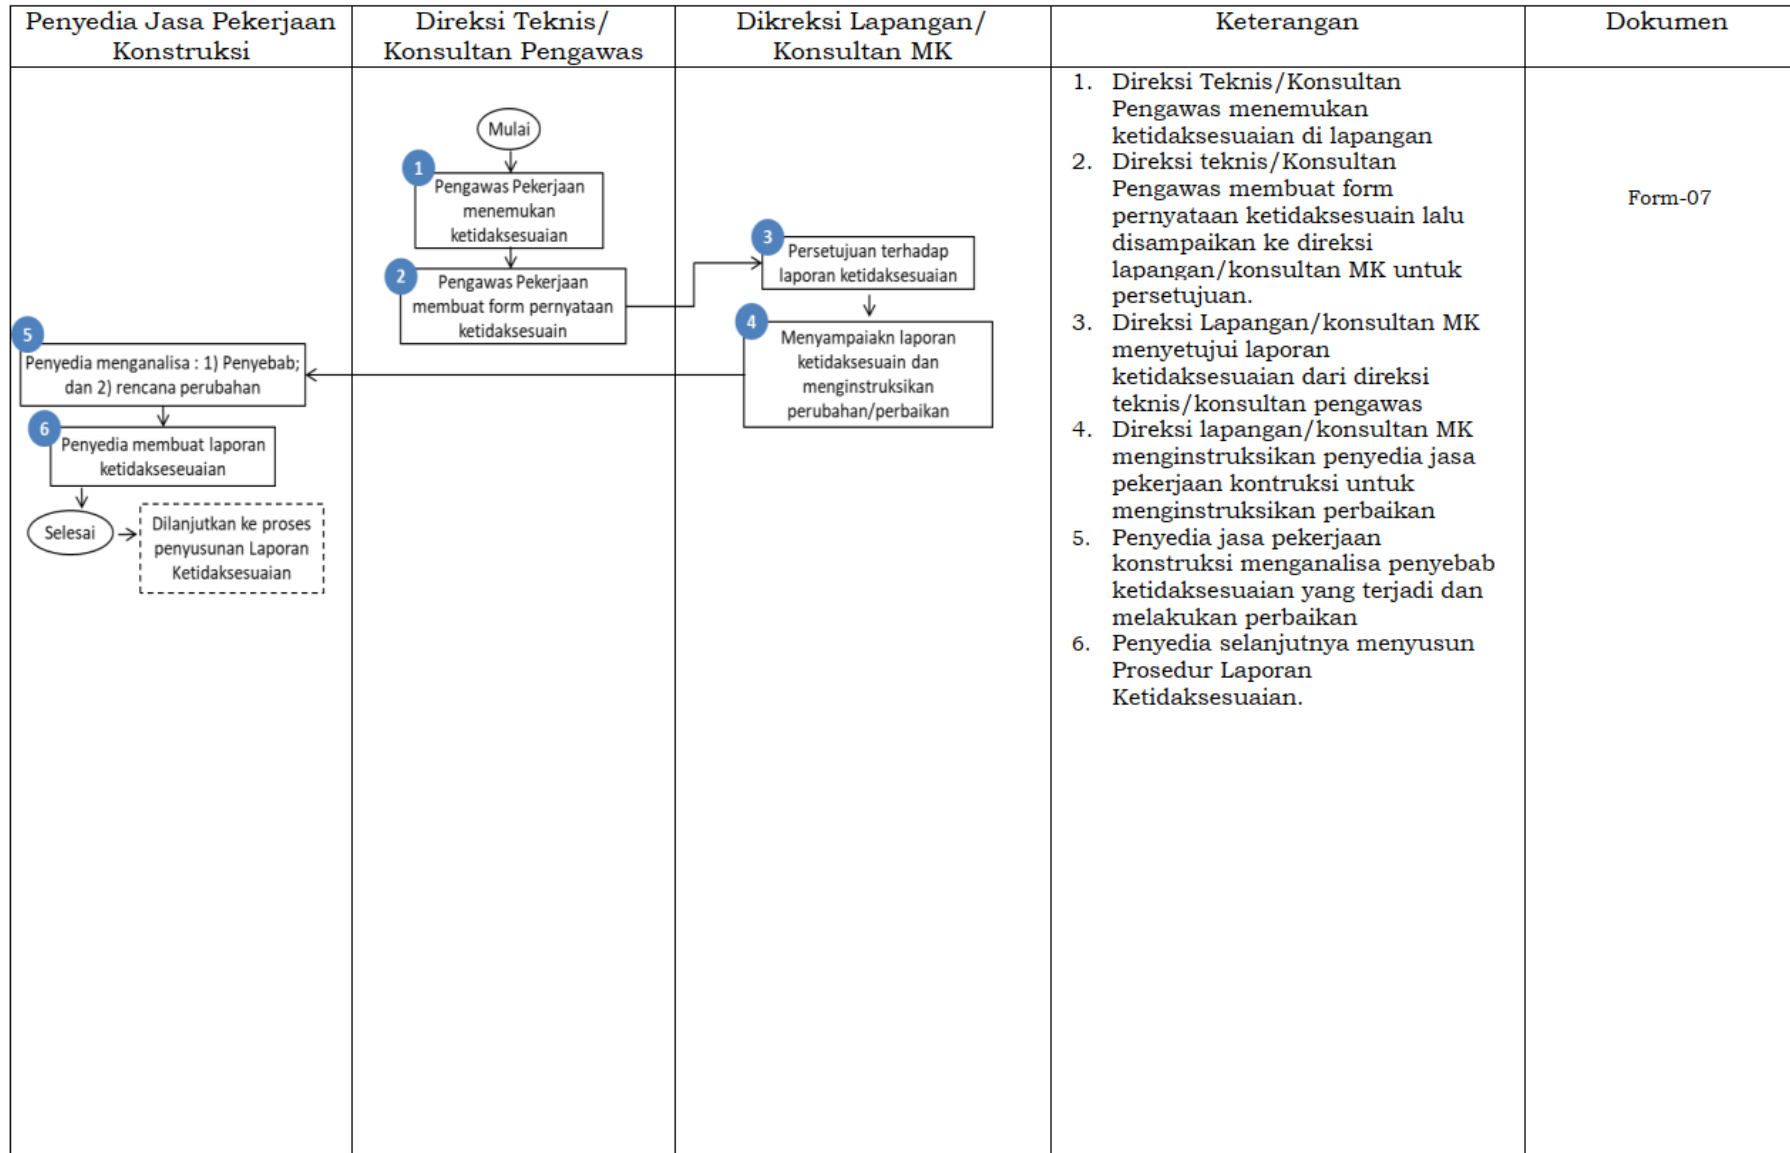 Penyedia Jasa Pekerjaan
Konstruksi
Direksi Teknis/
Konsultan Pengawas
Dikreksi Lapangan/
Konsultan MK
Keterangan
Dokumen
Mulai
1
Pengawas Pekerjaan
menemukan
ketidaksesuaian
2
Pengawas Pekerjaan
membuat form pernyataan
ketidaksesuain
3
Persetujuan terhadap
laporan ketidaksesuaian
4
Menyampaiakn laporan
ketidaksesuain dan
menginstruksikan
perubahan/perbaikan
5
Penyedia menganalisa : 1) Penyebab;
dan 2) rencana perubahan
6
Penyedia membuat laporan
ketidakseseuaian
Selesai
Dilanjutkan ke proses
penyusunan Laporan
Ketidaksesuaian
1. Direksi Teknis/Konsultan
Pengawas menemukan
ketidaksesuaian di lapangan
2. Direksi teknis/Konsultan
Pengawas membuat form
pernyataan ketidaksesuain lalu
disampaikan ke direksi
lapangan/konsultan MK untuk
persetujuan.
3. Direksi Lapangan/konsultan MK
menyetujui laporan
ketidaksesuaian dari direksi
teknis/konsultan pengawas
4. Direksi lapangan/konsultan MK
menginstruksikan penyedia jasa
pekerjaan kontruksi untuk
menginstruksikan perbaikan
5. Penyedia jasa pekerjaan
konstruksi menganalisa penyebab
ketidaksesuaian yang terjadi dan
melakukan perbaikan
6. Penyedia selanjutnya menyusun
Prosedur Laporan
Ketidaksesuaian.
Form-07